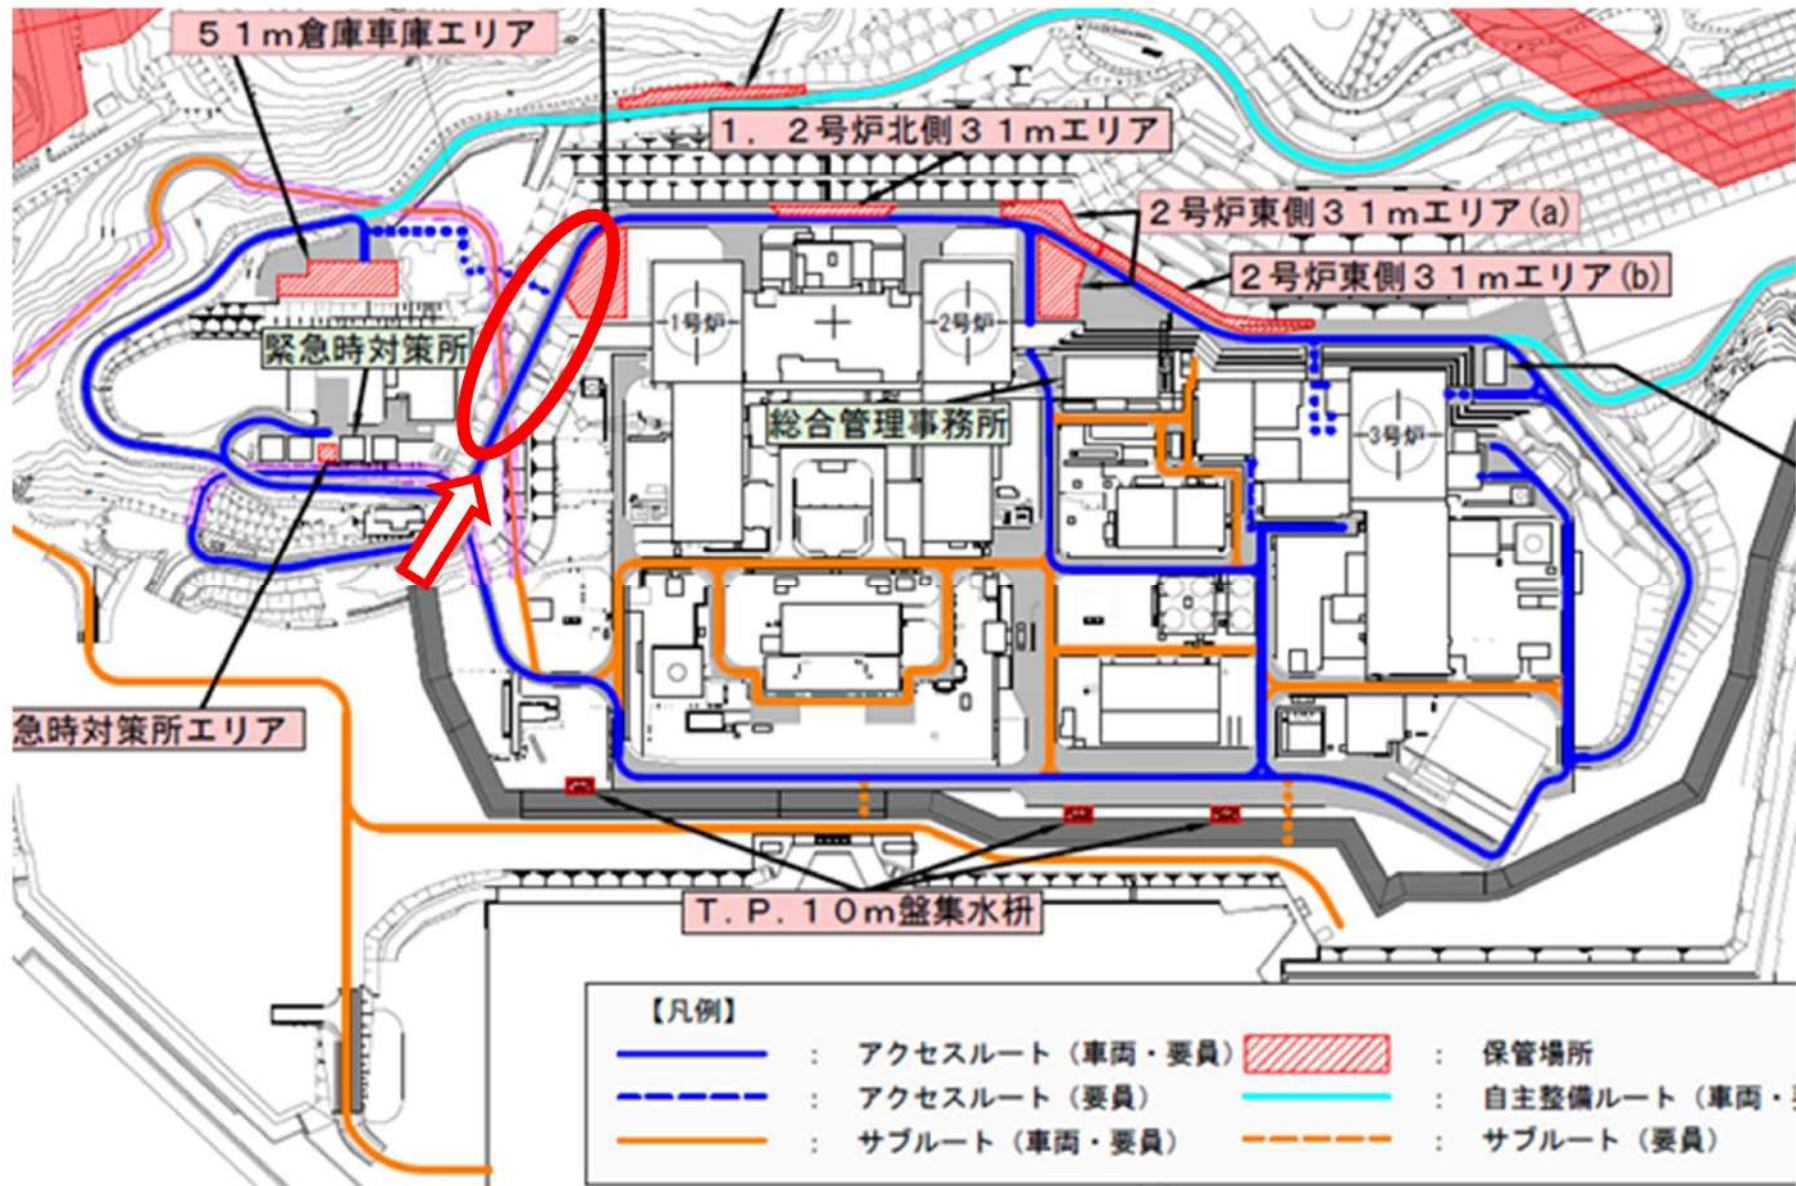 51m倉庫車庫エリア
1,2号炉北側31mエリア
2号炉東側31mエリア(a)
2号炉東側31mエリア(b)
緊急時対策所
1号炉
2号炉
総合管理事務所
3号炉
急時対策所エリア
T.P.10m盤集水枡
【凡例】
: アクセスルート(車両・要員)
: 保管場所
: アクセスルート(要員)
: 自主整備ルート(車両・
: サブルート(車両・要員)
: サブルート(要員)